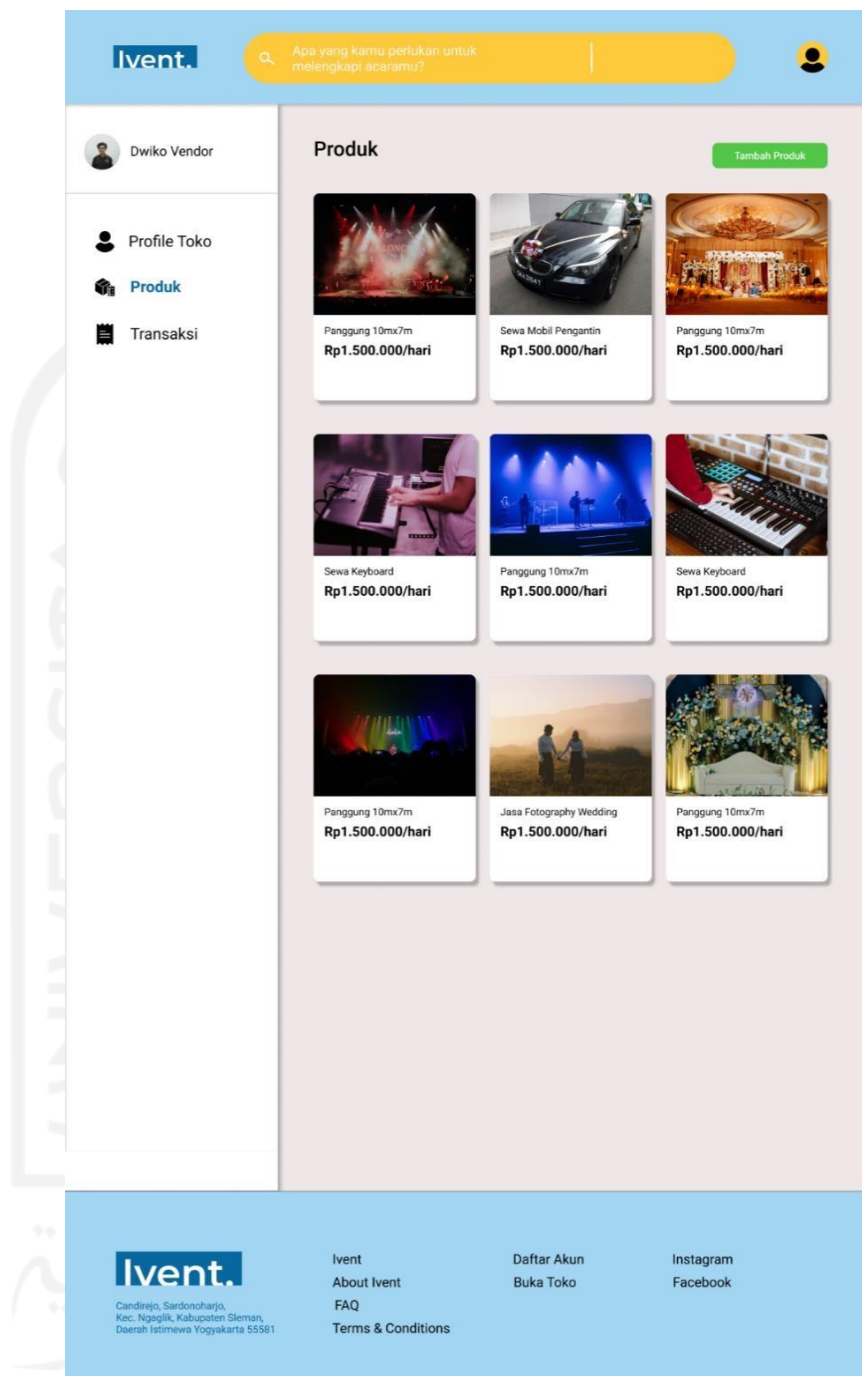 Ivent.
Apa yang kamu perlukan untuk
melengkapi acaramu?
Dwiko Vendor
Profile Toko
Produk
Transaksi
Produk
Tambah Produk
Panggung 10mx7m
Rp1.500.000/hari
Sewa Mobil Pengantin
Rp1.500.000/hari
Panggung 10mx7m
Rp1.500.000/hari
Sewa Keyboard
Rp1.500.000/hari
Panggung 10mx7m
Rp1.500.000/hari
Sewa Keyboard
Rp1.500.000/hari
Panggung 10mx7m
Rp1.500.000/hari
Jasa Fotography Wedding
Rp1.500.000/hari
Panggung 10mx7m
Rp1.500.000/hari
Ivent.
Candirejo, Sardonoharjo,
Kec. Ngaglik, Kabupaten Sleman,
Daerah Istimewa Yogyakarta 55581
Ivent
About Ivent
FAQ
Terms & Conditions
Daftar Akun
Buka Toko
Instagram
Facebook